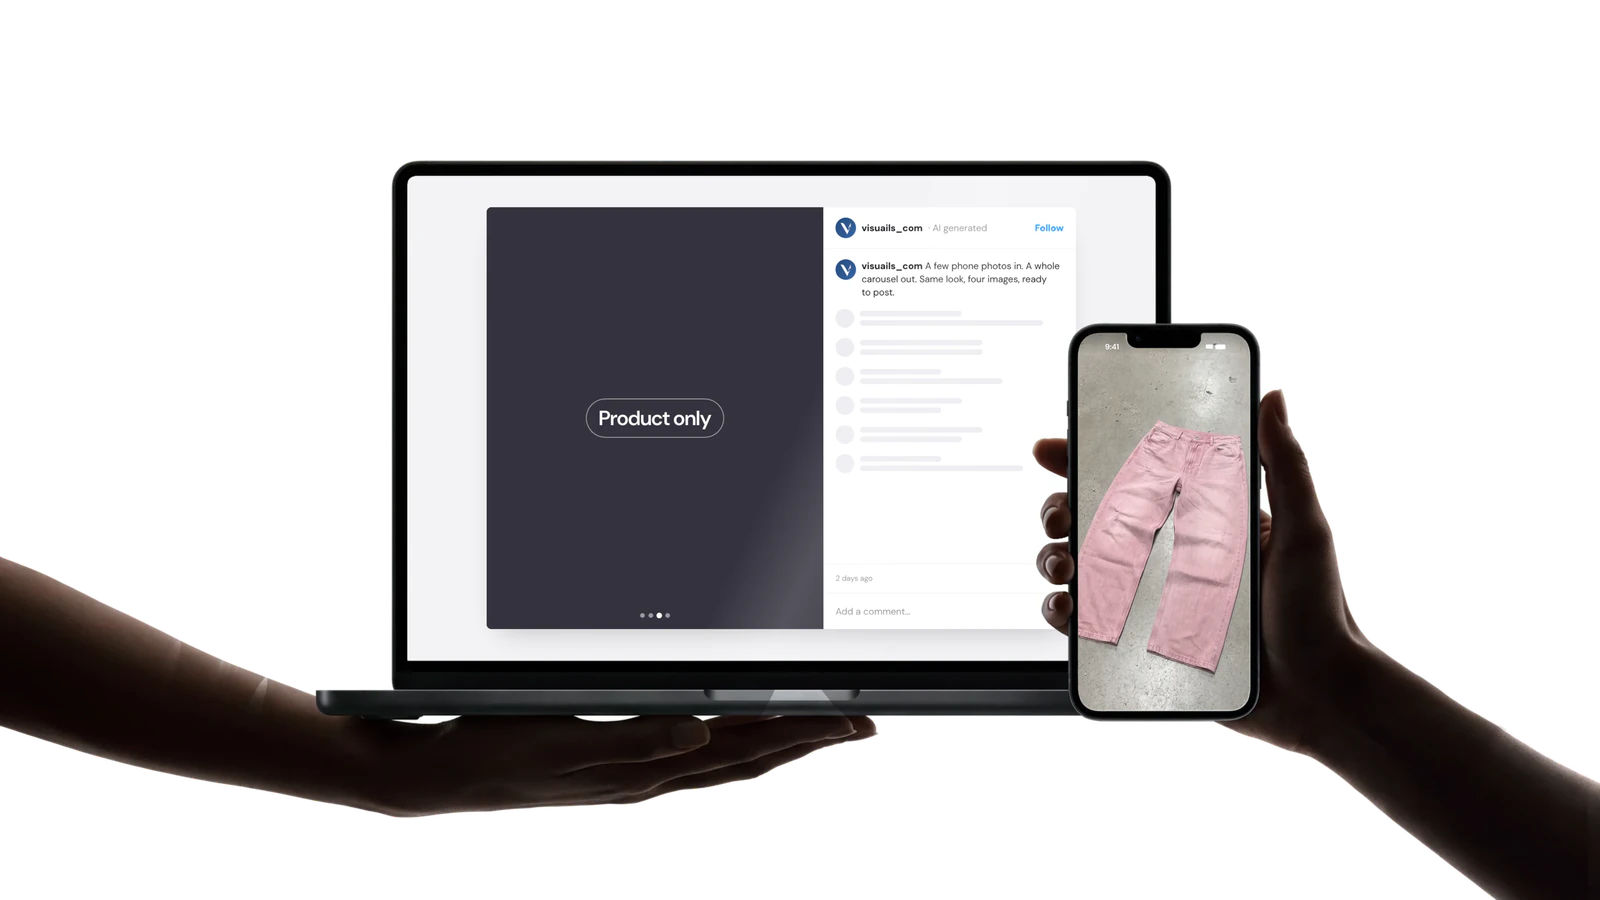 Product only
visuails_com · AI generated
Follow
visuails_com A few phone photos in. A whole
carousel out. Same look, four images, ready
to post.
2 days ago
Add a comment...
9:41